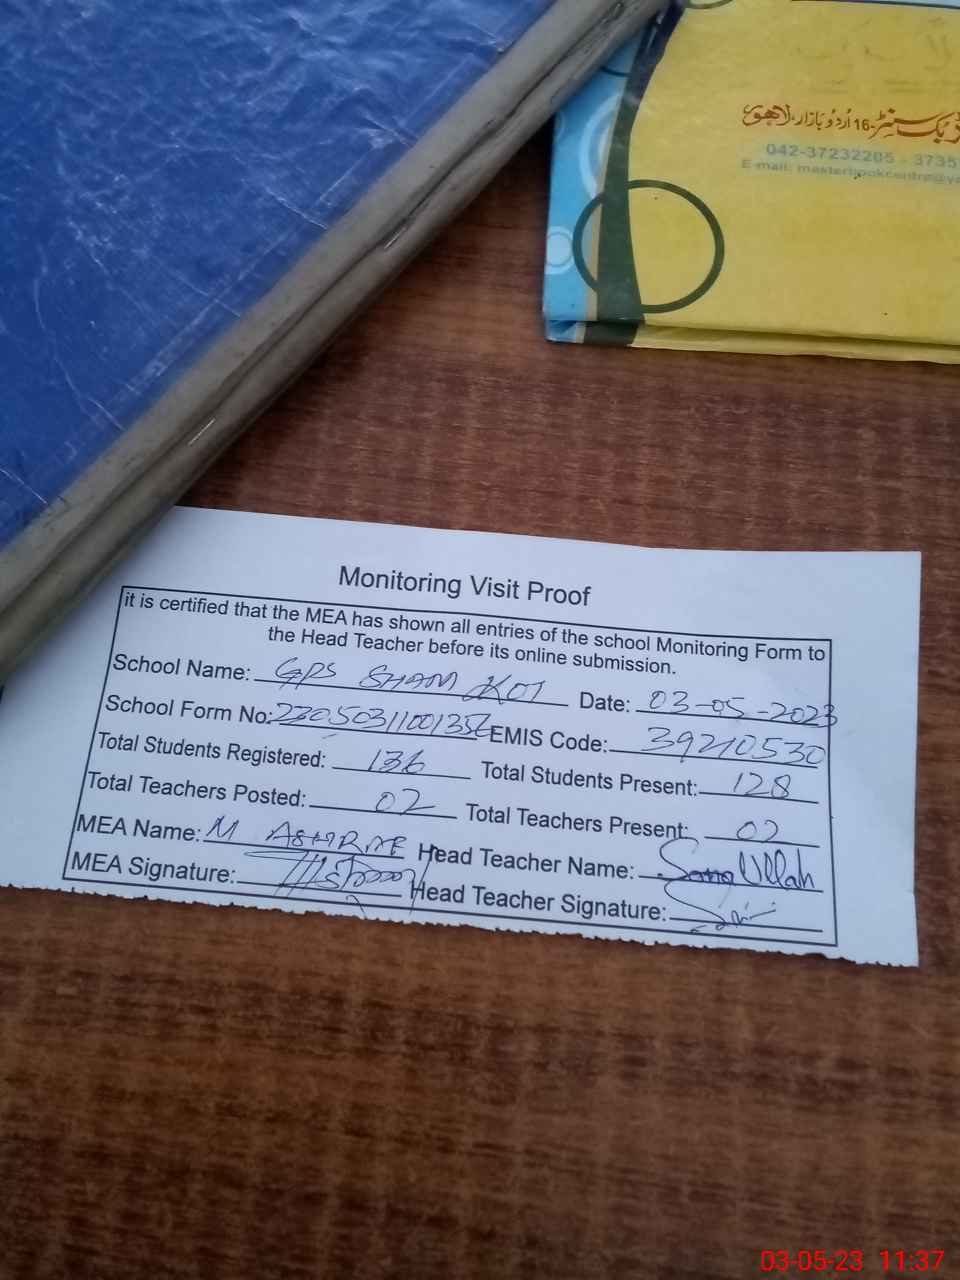 سنٹر-16 اُردو بازار، لاہور
042-37232205 - 3735
E-mail: masterbookcentre@ya
Monitoring Visit Proof
it is certified that the MEA has shown all entries of the school Monitoring Form to
the Head Teacher before its online submission.
School Name: GPS SHAM KOT Date: 03-05-2023
School Form No: EMIS Code: 39210530
Total Students Registered: 136 Total Students Present: 128
Total Teachers Posted: 02 Total Teachers Present: 02
MEA Name: M Head Teacher Name: Ullah
MEA Signature: Head Teacher Signature:
03-05-23 11:37